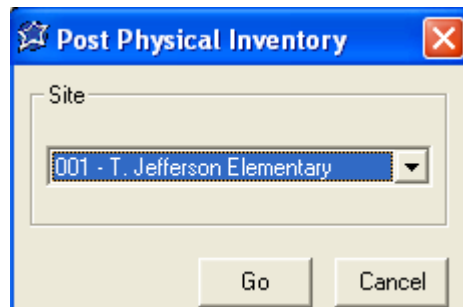 Post Physical Inventory
Site
001 - T. Jefferson Elementary
Go Cancel